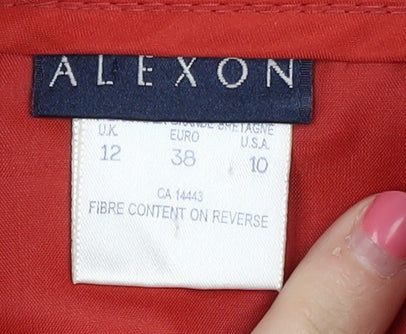 ALEXON
GRANDE BRETAGNE
U.K. EURO U.S.A.
12 38 10
CA 14443
FIBRE CONTENT ON REVERSE